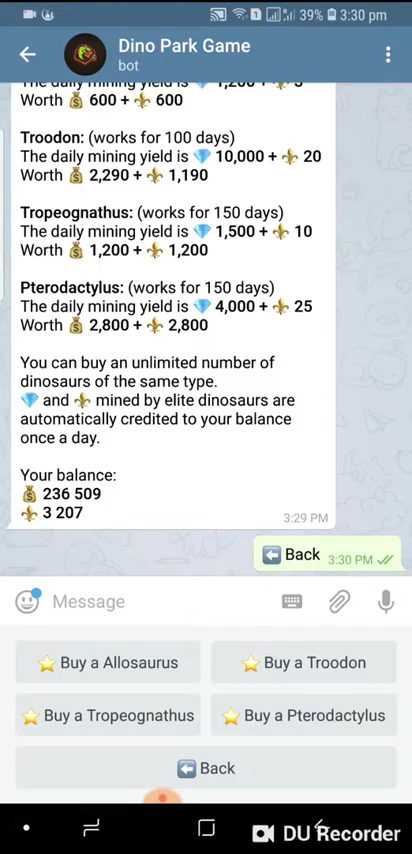 1 39% 3:30 pm
Dino Park Game
bot
Worth 600 + 600
Troodon: (works for 100 days)
The daily mining yield is 10,000 + 20
Worth 2,290 + 1,190
Tropeognathus: (works for 150 days)
The daily mining yield is 1,500 + 10
Worth 1,200 + 1,200
Pterodactylus: (works for 150 days)
The daily mining yield is 4,000 + 25
Worth 2,800 + 2,800
You can buy an unlimited number of
dinosaurs of the same type.
and mined by elite dinosaurs are
automatically credited to your balance
once a day.
Your balance:
236 509
3 207
3:29 PM
Back 3:30 PM
Message
Buy a Allosaurus
Buy a Troodon
Buy a Tropeognathus
Buy a Pterodactylus
Back
DU Recorder